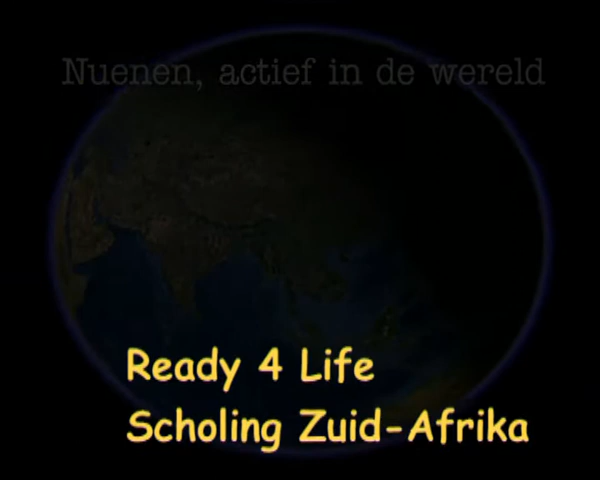 Nuenen, actief in de wereld
Ready 4 Life
Scholing Zuid-Afrika